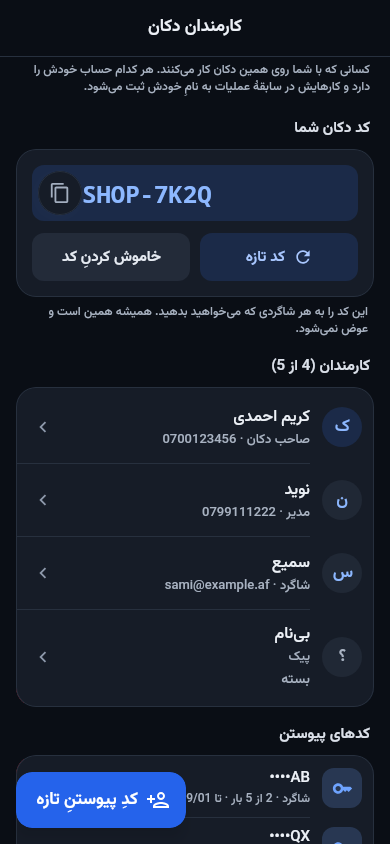 کارمندان دکان
کسانی که با شما روی همین دکان کار می‌کنند. هر کدام حساب خودش را
دارد و کارهایش در سابقهٔ عملیات به نامِ خودش ثبت می‌شود.
کد دکان شما
SHOP-7K2Q
کد تازه
خاموش کردنِ کد
این کد را به هر شاگردی که می‌خواهید بدهید. همیشه همین است و
عوض نمی‌شود.
کارمندان (4 از 5)
ک
کریم احمدی
صاحب دکان · 0700123456
ن
نوید
مدیر · 0799111222
س
سمیع
شاگرد · sami@example.af
؟
بی‌نام
پیک
بسته
کدهای پیوستن
••••AB
شاگرد · 2 از 5 بار · تا 9/01
••••QX
کدِ پیوستنِ تازه